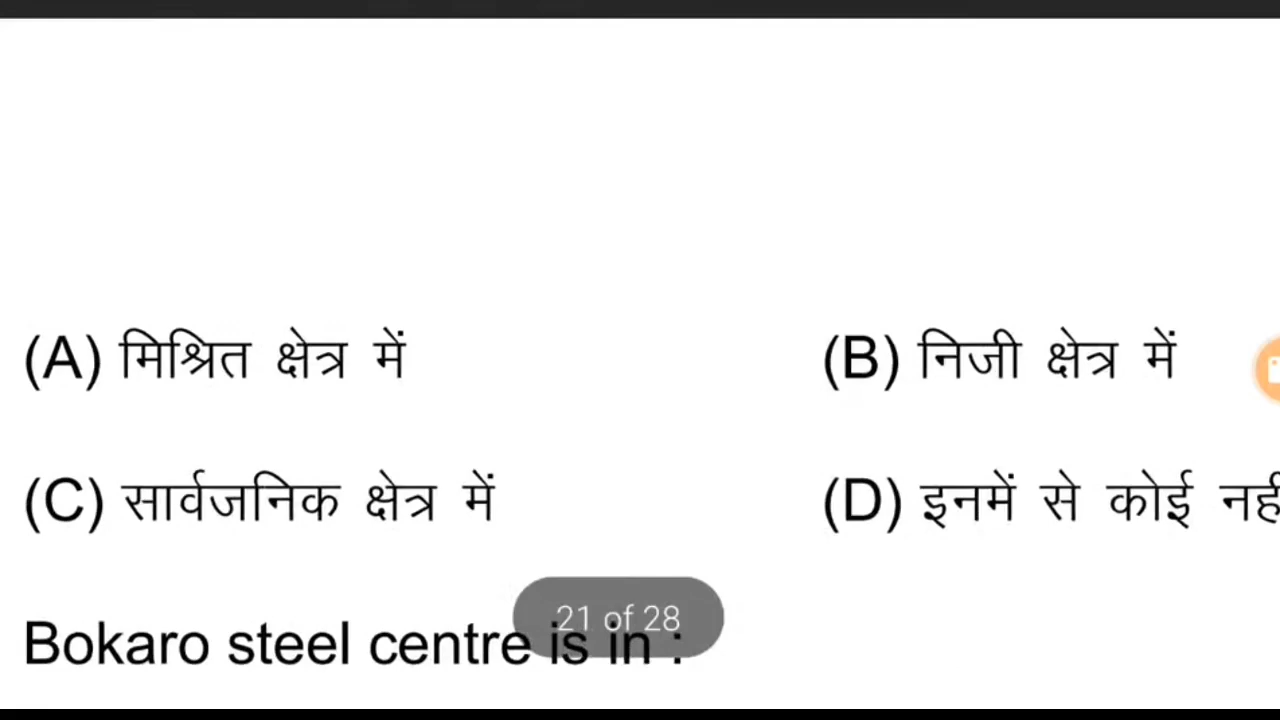 (A) मिश्रित क्षेत्र में (B) निजी क्षेत्र में
(C) सार्वजनिक क्षेत्र में (D) इनमें से कोई
21 of 28
Bokaro steel centre is in :